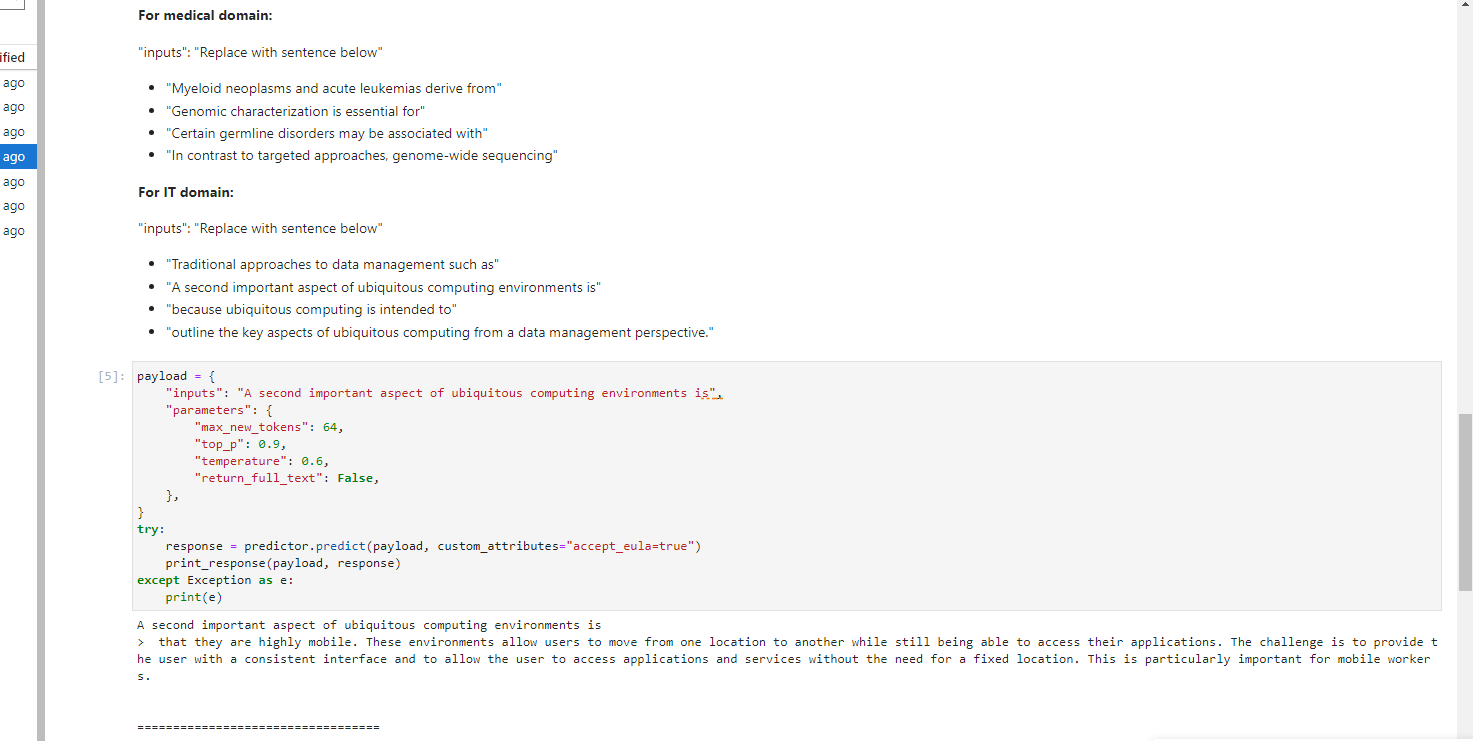 For medical domain:
ified
"inputs": "Replace with sentence below"
ago
• "Myeloid neoplasms and acute leukemias derive from"
ago
• "Genomic characterization is essential for"
ago
• "Certain germline disorders may be associated with"
ago
• "In contrast to targeted approaches, genome-wide sequencing"
ago
For IT domain:
ago
"inputs": "Replace with sentence below"
ago
• "Traditional approaches to data management such as"
• "A second important aspect of ubiquitous computing environments is"
• "because ubiquitous computing is intended to"
• "outline the key aspects of ubiquitous computing from a data management perspective."
[5]: payload = {
    "inputs": "A second important aspect of ubiquitous computing environments is",
    "parameters": {
        "max_new_tokens": 64,
        "top_p": 0.9,
        "temperature": 0.6,
        "return_full_text": False,
    },
}
try:
    response = predictor.predict(payload, custom_attributes="accept_eula=true")
    print_response(payload, response)
except Exception as e:
    print(e)
A second important aspect of ubiquitous computing environments is
>  that they are highly mobile. These environments allow users to move from one location to another while still being able to access their applications. The challenge is to provide t
he user with a consistent interface and to allow the user to access applications and services without the need for a fixed location. This is particularly important for mobile worker
s.
==================================